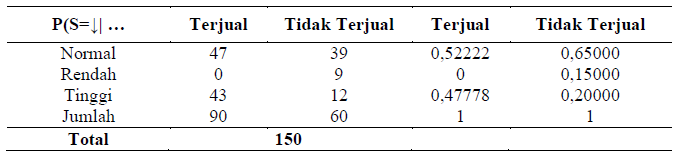 P(S=↓| … Terjual Tidak Terjual Terjual Tidak Terjual
Normal 47 39 0,52222 0,65000
Rendah 0 9 0 0,15000
Tinggi 43 12 0,47778 0,20000
Jumlah 90 60 1 1
Total 150